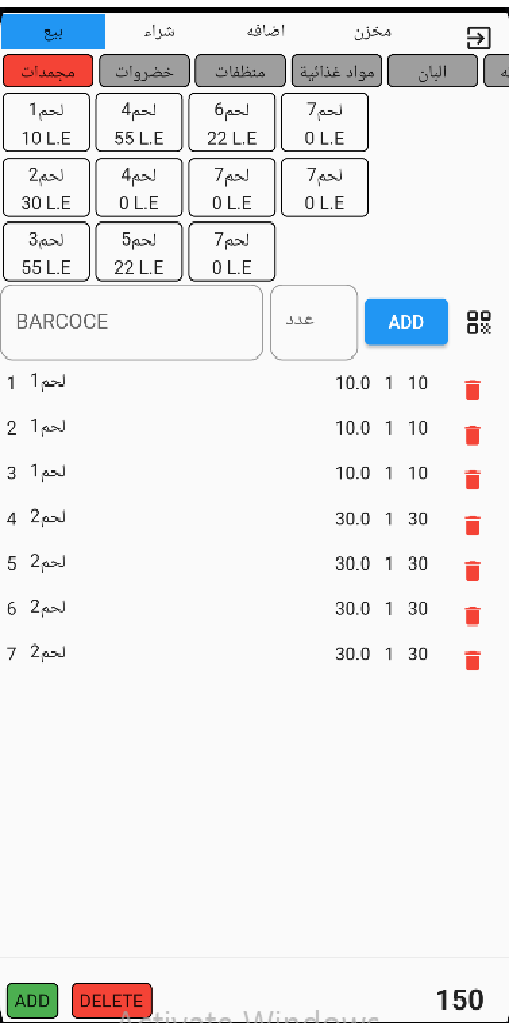 بيع شراء اضافه مخزن
مجمدات خضروات منظفات مواد غذائية البان
لحم1 لحم4 لحم6 لحم7
10 L.E 55 L.E 22 L.E 0 L.E
لحم2 لحم4 لحم7 لحم7
30 L.E 0 L.E 0 L.E 0 L.E
لحم3 لحم5 لحم7
55 L.E 22 L.E 0 L.E
BARCOCE عدد ADD
1 لحم1 10.0 1 10
2 لحم1 10.0 1 10
3 لحم1 10.0 1 10
4 لحم2 30.0 1 30
5 لحم2 30.0 1 30
6 لحم2 30.0 1 30
7 لحم2 30.0 1 30
ADD DELETE 150
Activate Windows